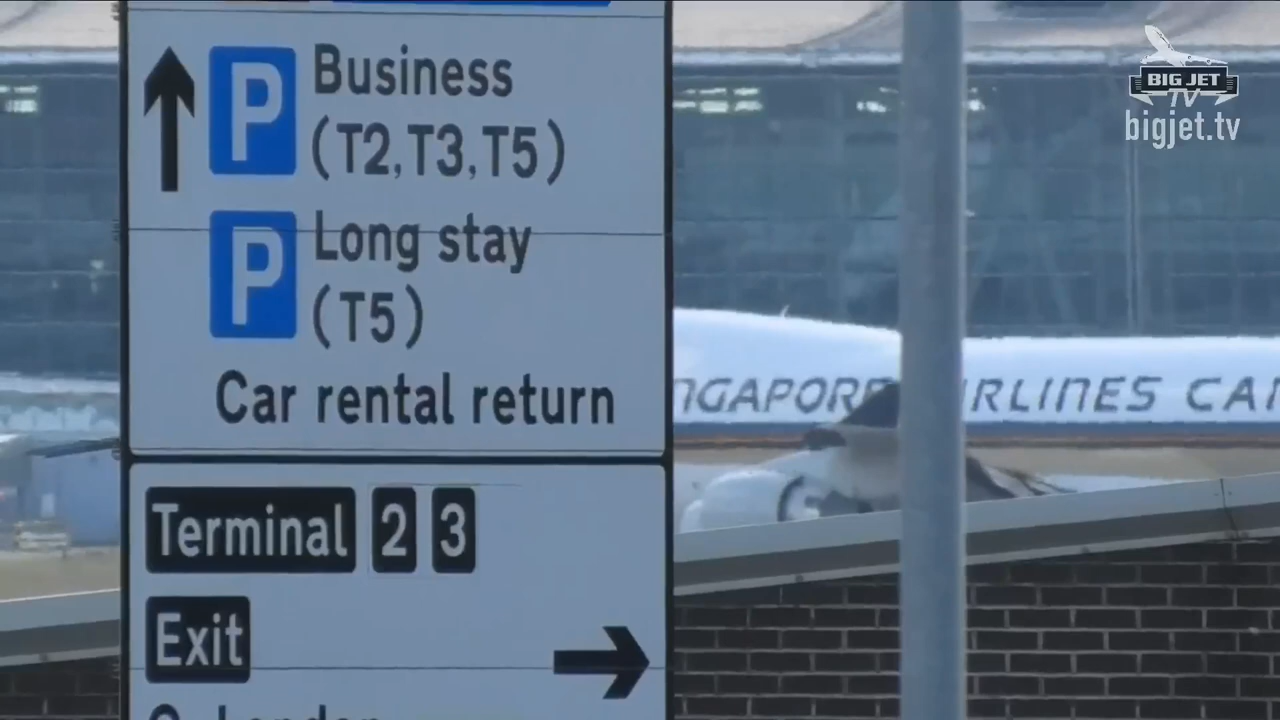 P Business
(T2,T3,T5)
P Long stay
(T5)
Car rental return
Terminal 2 3
Exit
BIG JET
TV
bigjet.tv
NGAPORE AIRLINES CAR